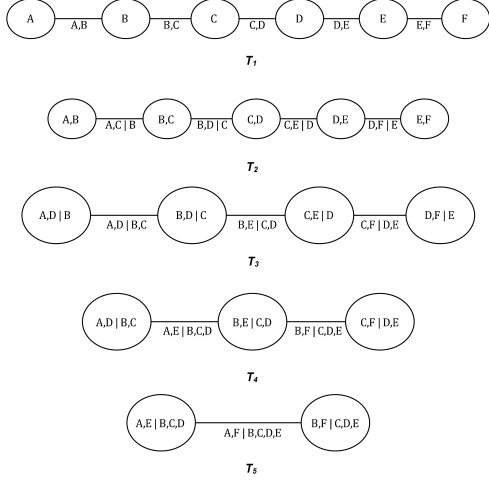 A B C D E F
A,B B,C C,D D,E E,F
T1
A,B B,C C,D D,E E,F
A,C | B B,D | C C,E | D D,F | E
T2
A,D | B B,D | C C,E | D D,F | E
A,D | B,C B,E | C,D C,F | D,E
T3
A,D | B,C B,E | C,D C,F | D,E
A,E | B,C,D B,F | C,D,E
T4
A,E | B,C,D B,F | C,D,E
A,F | B,C,D,E
T5